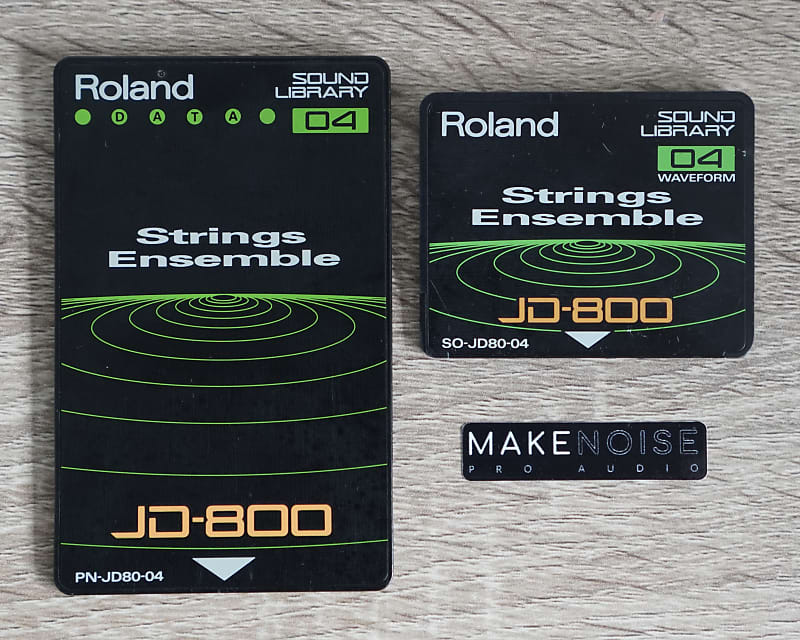 Roland
SOUND
LIBRARY
DATA
04
Strings
Ensemble
JD-800
PN-JD80-04
Roland
SOUND
LIBRARY
04
WAVEFORM
Strings
Ensemble
JD-800
SO-JD80-04
MAKENOISE
PRO AUDIO